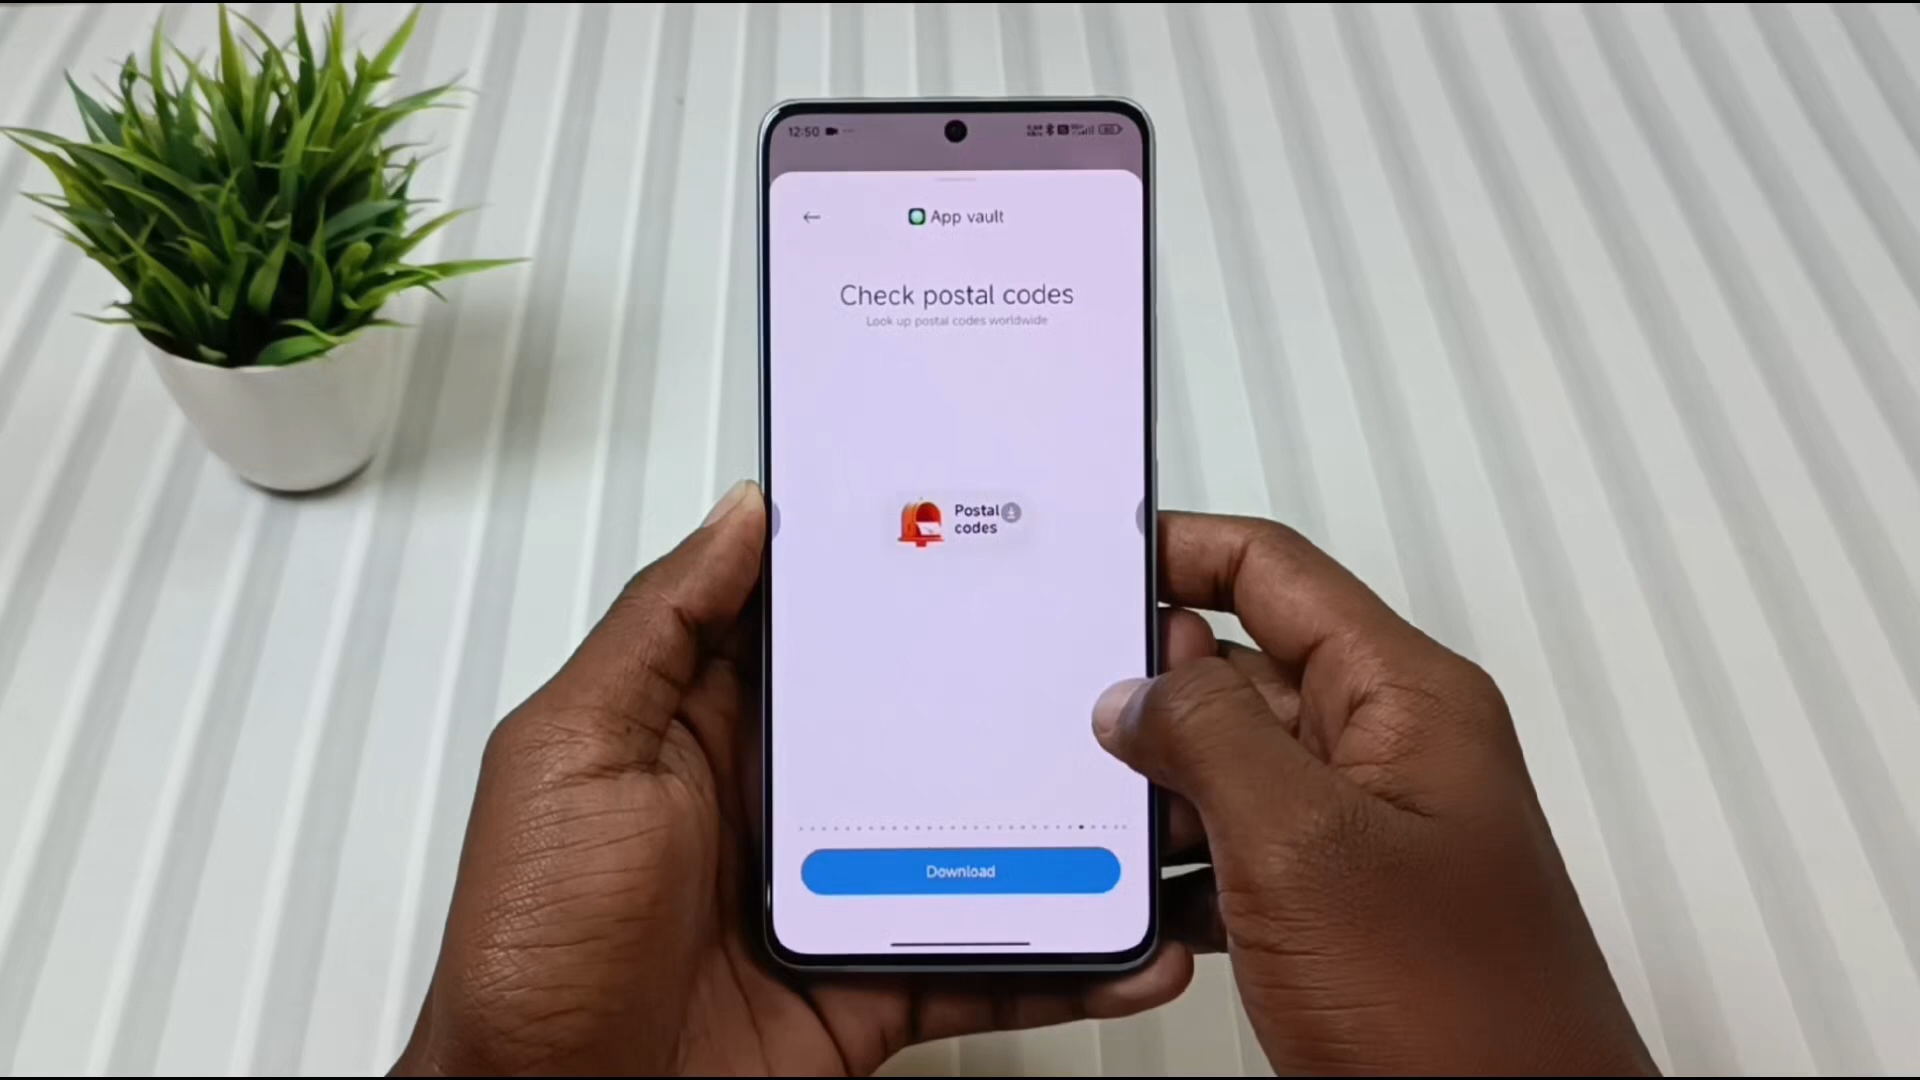 12:50
App vault
Check postal codes
Look up postal codes worldwide
Postal
codes
Download